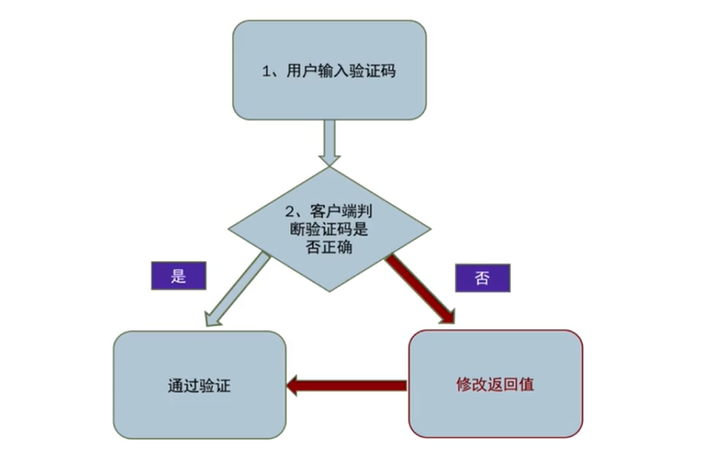 1、用户输入验证码
2、客户端判
断验证码是
否正确
是
否
通过验证
修改返回值